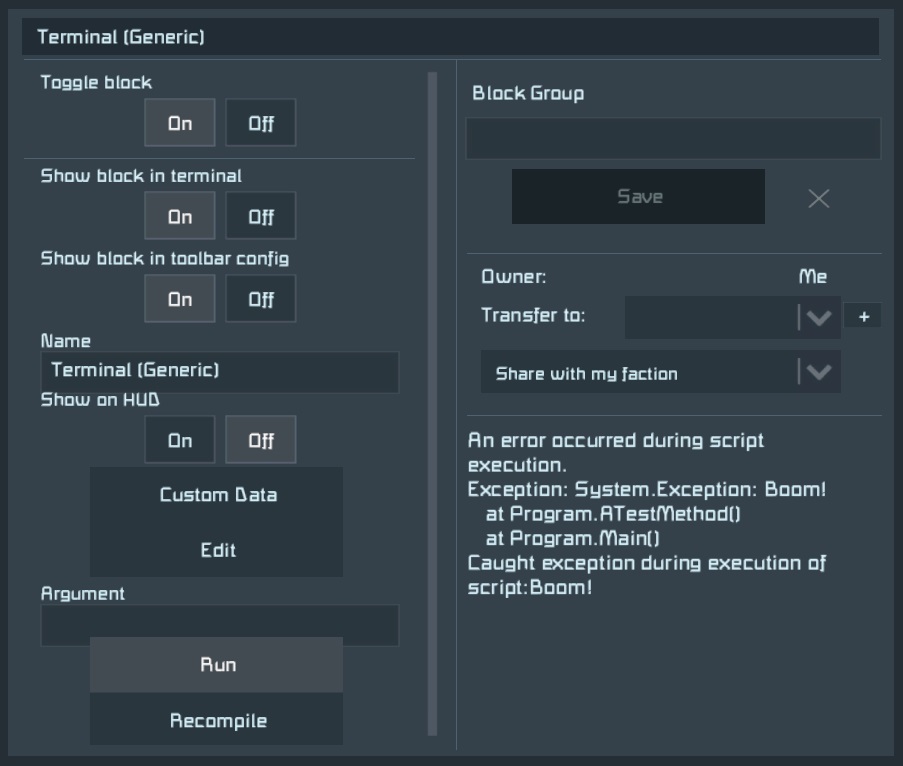 Terminal (Generic)
Toggle block
On Off
Show block in terminal
On Off
Show block in toolbar config
On Off
Name
Terminal (Generic)
Show on HUD
On Off
Custom Data
Edit
Argument
Run
Recompile
Block Group
Save
Owner: Me
Transfer to: +
Share with my faction
An error occurred during script
execution.
Exception: System.Exception: Boom!
at Program.ATestMethod()
at Program.Main()
Caught exception during execution of
script:Boom!